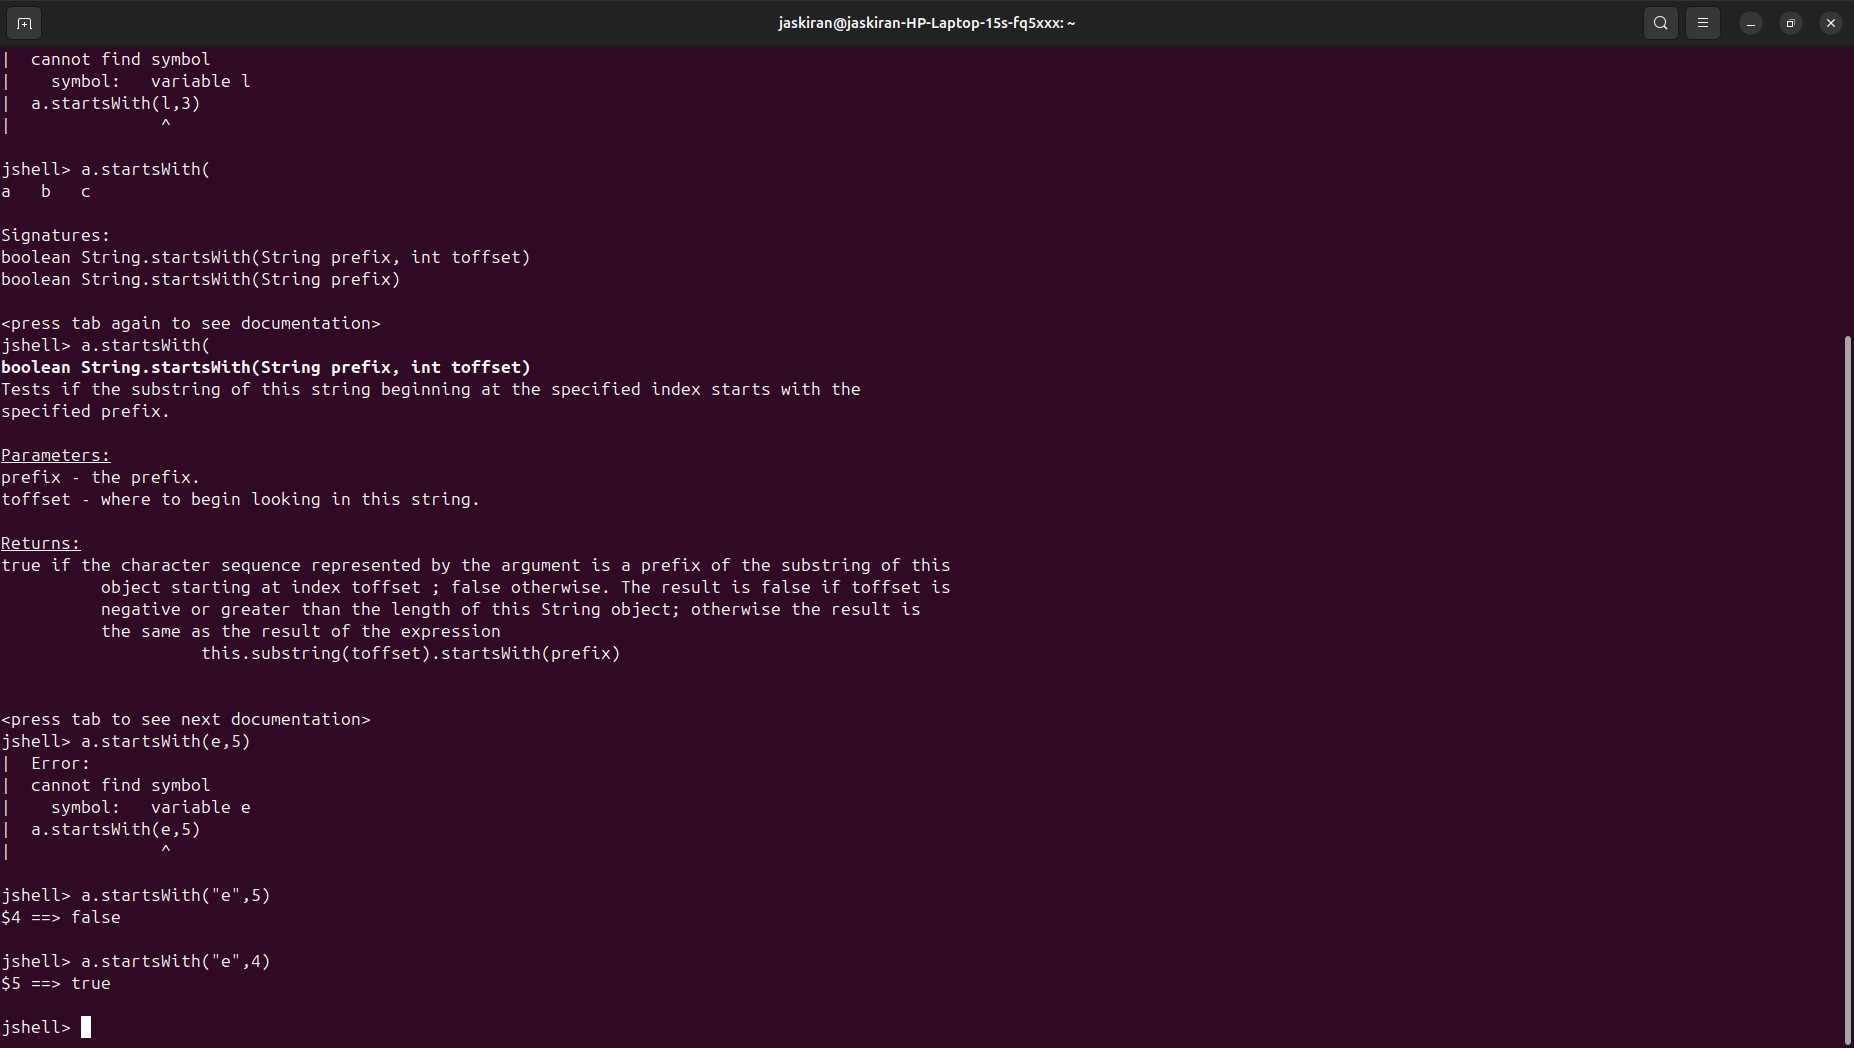 jaskiran@jaskiran-HP-Laptop-15s-fq5xxx: ~
|  cannot find symbol
|    symbol:   variable l
|  a.startsWith(l,3)
|               ^
jshell> a.startsWith(
a   b   c
Signatures:
boolean String.startsWith(String prefix, int toffset)
boolean String.startsWith(String prefix)
<press tab again to see documentation>
jshell> a.startsWith(
boolean String.startsWith(String prefix, int toffset)
Tests if the substring of this string beginning at the specified index starts with the
specified prefix.
Parameters:
prefix - the prefix.
toffset - where to begin looking in this string.
Returns:
true if the character sequence represented by the argument is a prefix of the substring of this
          object starting at index toffset ; false otherwise. The result is false if toffset is
          negative or greater than the length of this String object; otherwise the result is
          the same as the result of the expression
                    this.substring(toffset).startsWith(prefix)
<press tab to see next documentation>
jshell> a.startsWith(e,5)
|  Error:
|  cannot find symbol
|    symbol:   variable e
|  a.startsWith(e,5)
|               ^
jshell> a.startsWith("e",5)
$4 ==> false
jshell> a.startsWith("e",4)
$5 ==> true
jshell>